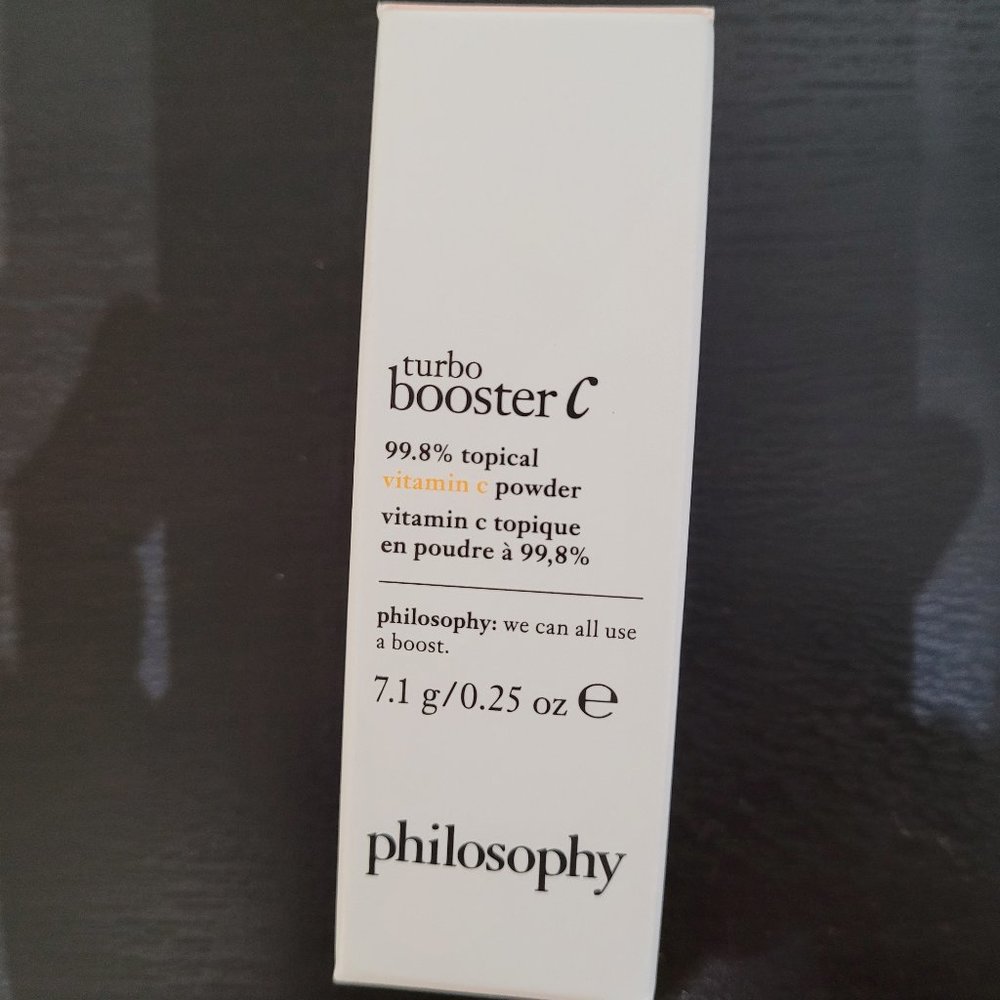 turbo
booster c
99.8% topical
vitamin c powder
vitamin c topique
en poudre à 99,8%
philosophy: we can all use
a boost.
7.1 g/0.25 oz ℮
philosophy